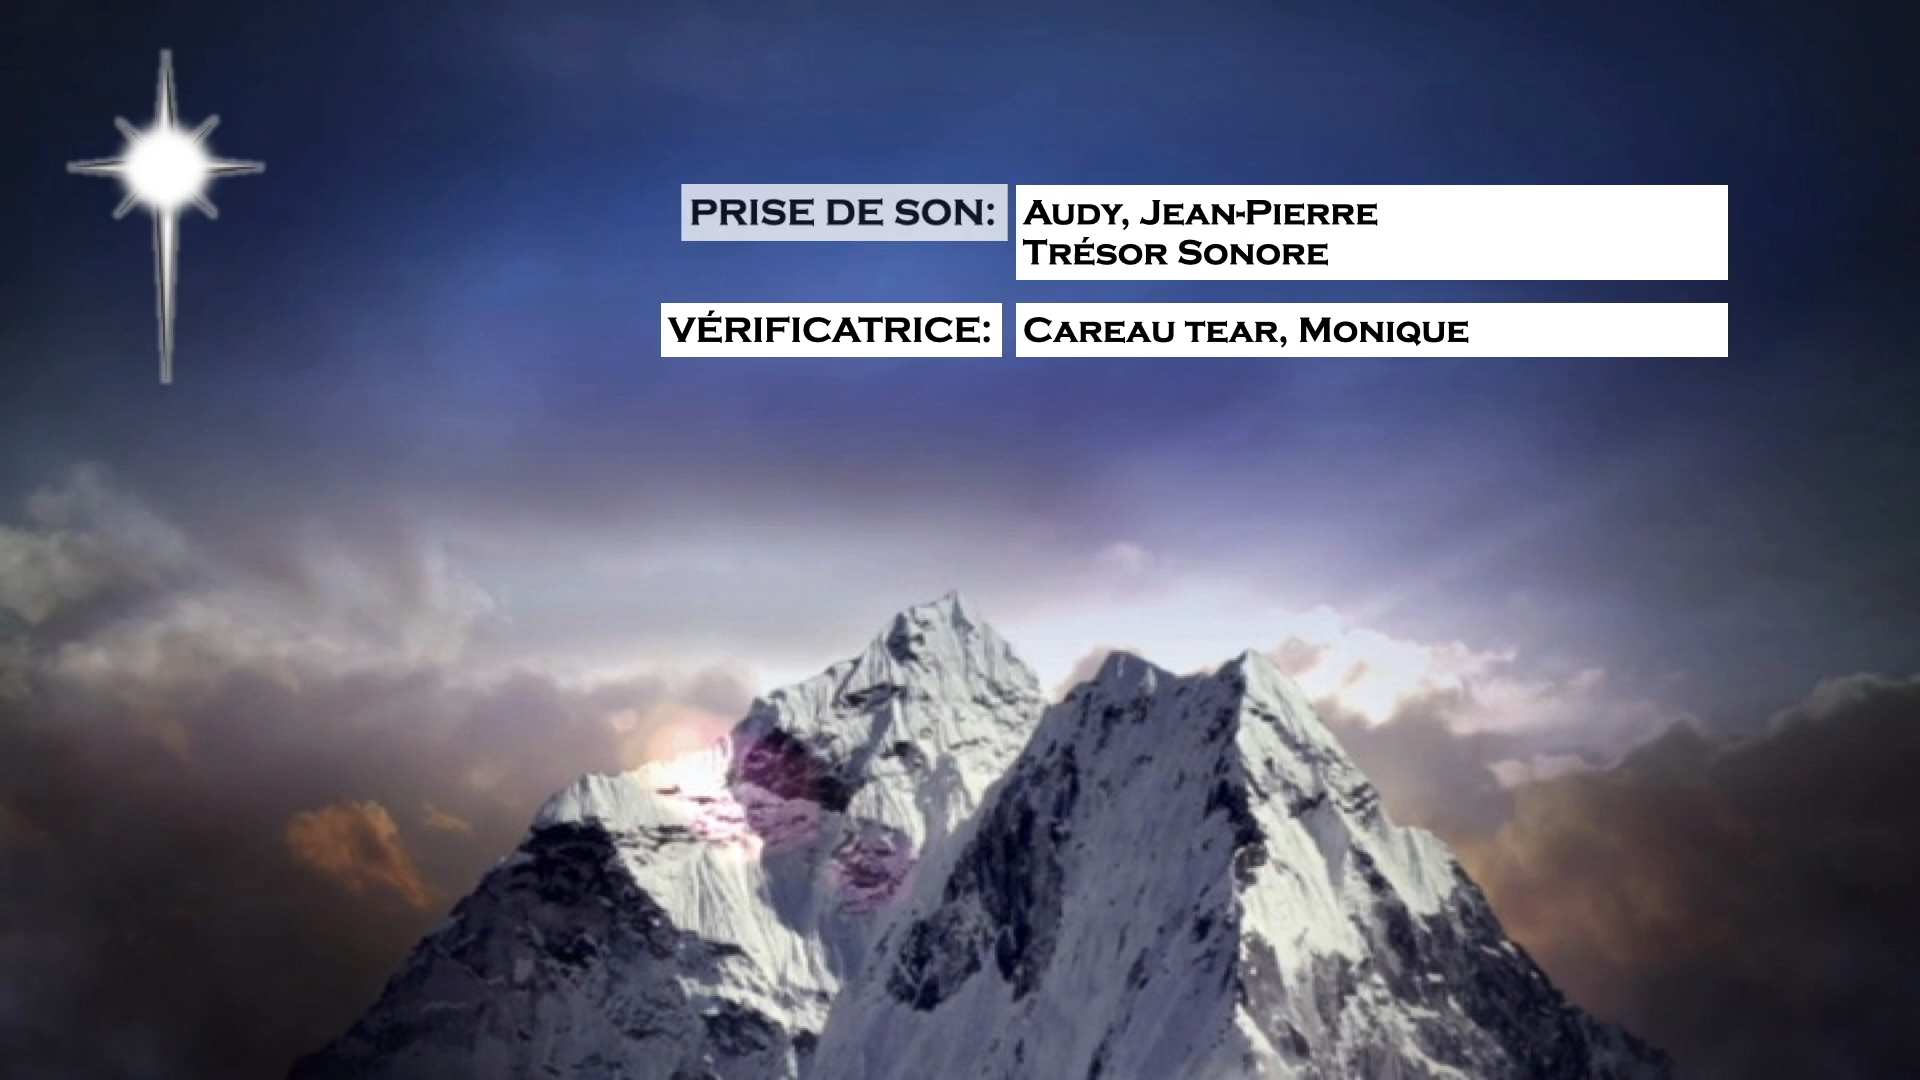 PRISE DE SON: Audy, Jean-Pierre
Trésor Sonore
VÉRIFICATRICE: Careau tear, Monique